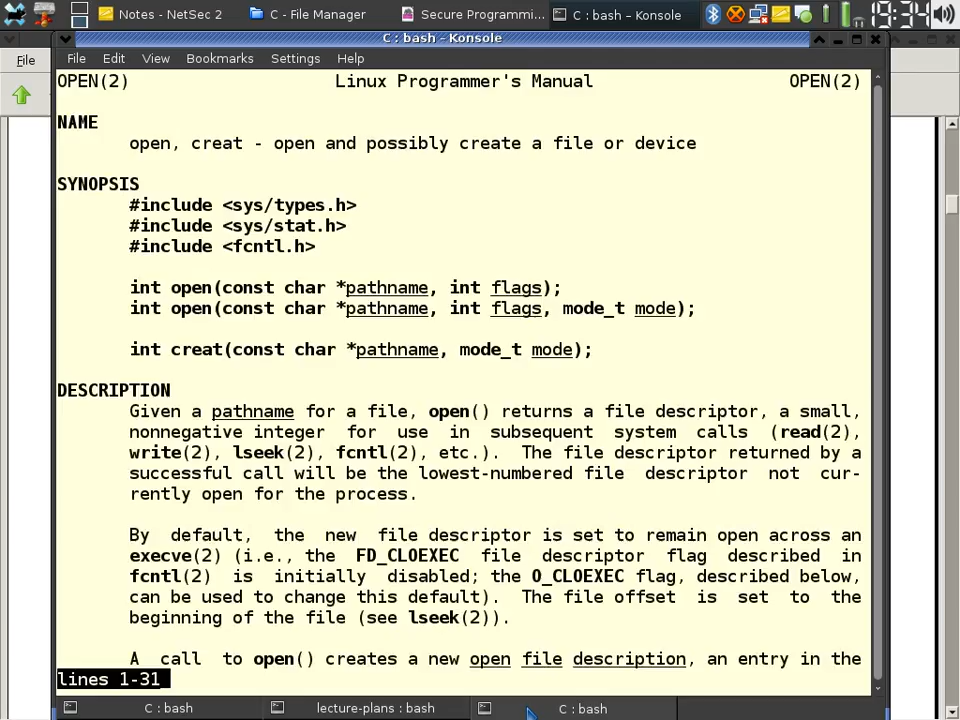 Notes - NetSec 2
C - File Manager
Secure Programmi...
C : bash – Konsole
19:34
C : bash – Konsole
File
File Edit View Bookmarks Settings Help
OPEN(2) Linux Programmer's Manual OPEN(2)
NAME
open, creat - open and possibly create a file or device
SYNOPSIS
#include <sys/types.h>
#include <sys/stat.h>
#include <fcntl.h>
int open(const char *pathname, int flags);
int open(const char *pathname, int flags, mode_t mode);
int creat(const char *pathname, mode_t mode);
DESCRIPTION
Given a pathname for a file, open() returns a file descriptor, a small,
nonnegative integer for use in subsequent system calls (read(2),
write(2), lseek(2), fcntl(2), etc.). The file descriptor returned by a
successful call will be the lowest-numbered file descriptor not cur-
rently open for the process.
By default, the new file descriptor is set to remain open across an
execve(2) (i.e., the FD_CLOEXEC file descriptor flag described in
fcntl(2) is initially disabled; the O_CLOEXEC flag, described below,
can be used to change this default). The file offset is set to the
beginning of the file (see lseek(2)).
A call to open() creates a new open file description, an entry in the
lines 1-31
C : bash
lecture-plans : bash
C : bash